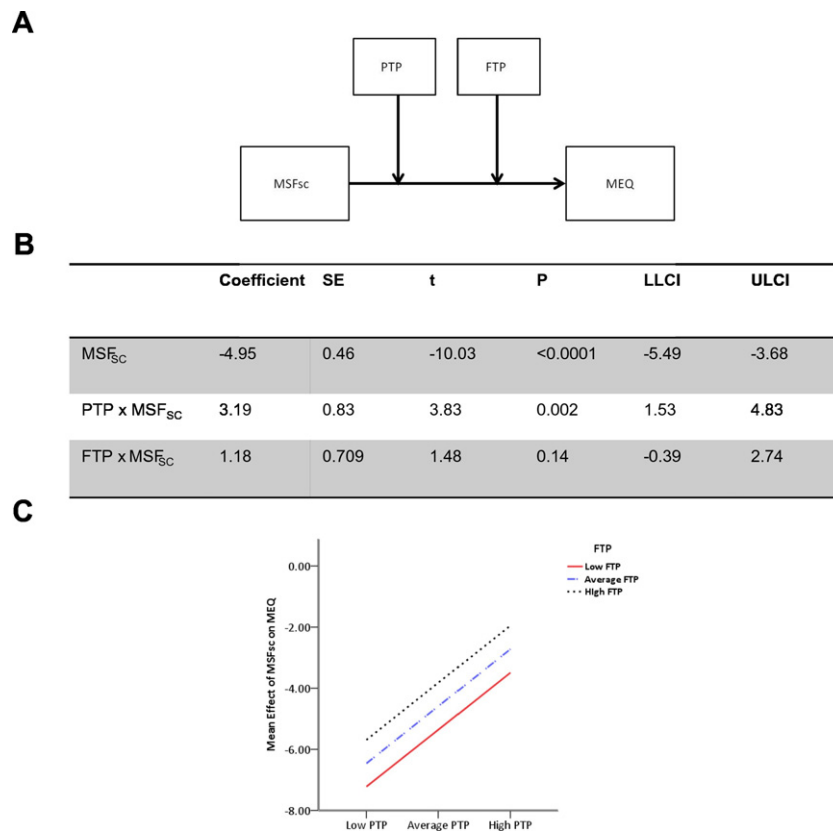 A
PTP FTP
MSFsc MEQ
B
Coefficient SE t P LLCI ULCI
MSFSC -4.95 0.46 -10.03 <0.0001 -5.49 -3.68
PTP x MSFSC 3.19 0.83 3.83 0.002 1.53 4.83
FTP x MSFSC 1.18 0.709 1.48 0.14 -0.39 2.74
C
FTP
Low FTP
Average FTP
HIgh FTP
Mean Effect of MSFsc on MEQ
0.00
-2.00
-4.00
-6.00
-8.00
Low PTP Average PTP High PTP